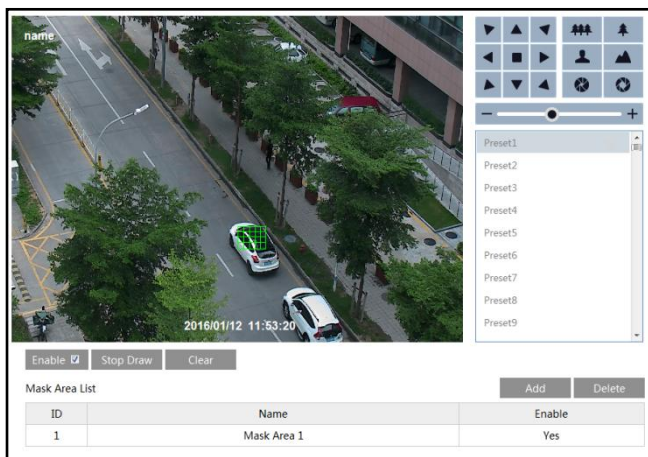 name
2016/01/12 11:53:20
Preset1
Preset2
Preset3
Preset4
Preset5
Preset6
Preset7
Preset8
Preset9
Enable Stop Draw Clear
Mask Area List Add Delete
ID Name Enable
1 Mask Area 1 Yes